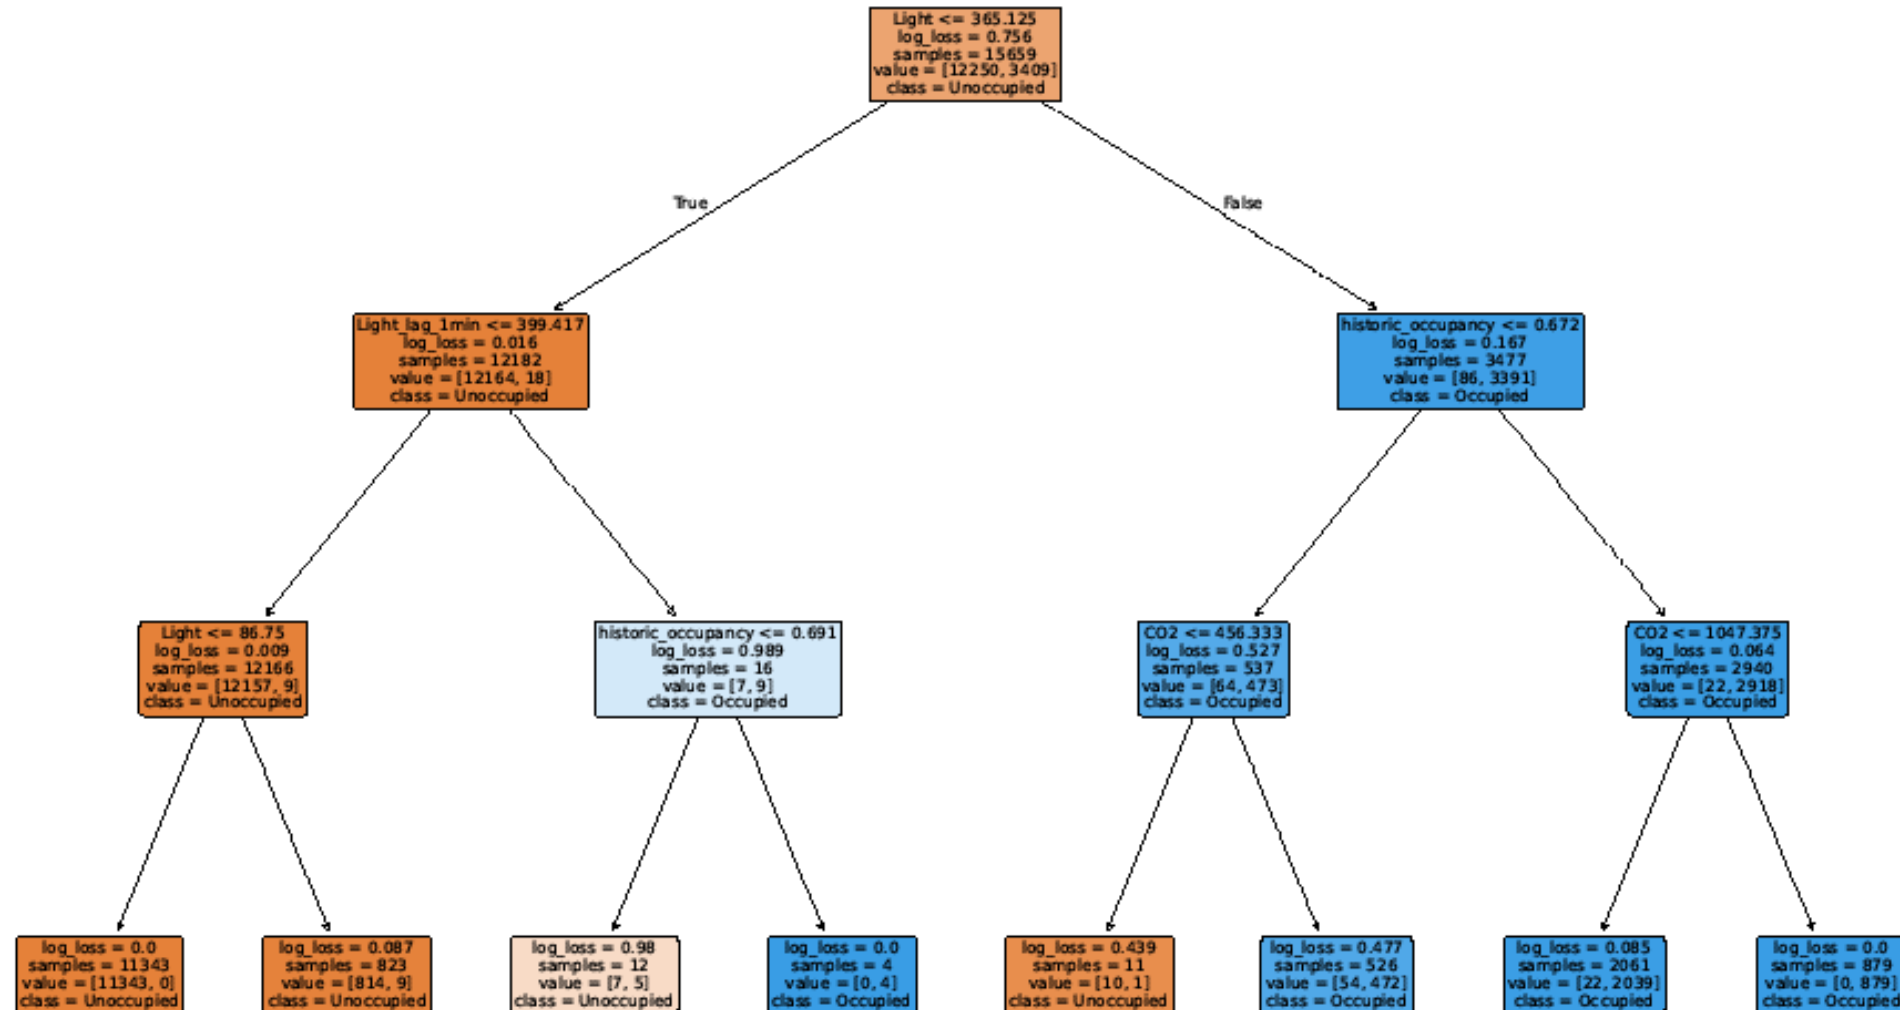 Light <= 365.125
log_loss = 0.756
samples = 15659
value = [12250, 3409]
class = Unoccupied
True
False
Light_lag_1min <= 399.417
log_loss = 0.016
samples = 12182
value = [12164, 18]
class = Unoccupied
historic_occupancy <= 0.672
log_loss = 0.167
samples = 3477
value = [86, 3391]
class = Occupied
Light <= 86.75
log_loss = 0.009
samples = 12166
value = [12157, 9]
class = Unoccupied
historic_occupancy <= 0.691
log_loss = 0.989
samples = 16
value = [7, 9]
class = Occupied
CO2 <= 456.333
log_loss = 0.527
samples = 537
value = [64, 473]
class = Occupied
CO2 <= 1047.375
log_loss = 0.064
samples = 2940
value = [22, 2918]
class = Occupied
log_loss = 0.0
samples = 11343
value = [11343, 0]
class = Unoccupied
log_loss = 0.087
samples = 823
value = [814, 9]
class = Unoccupied
log_loss = 0.98
samples = 12
value = [7, 5]
class = Unoccupied
log_loss = 0.0
samples = 4
value = [0, 4]
class = Occupied
log_loss = 0.439
samples = 11
value = [10, 1]
class = Unoccupied
log_loss = 0.477
samples = 526
value = [54, 472]
class = Occupied
log_loss = 0.085
samples = 2061
value = [22, 2039]
class = Occupied
log_loss = 0.0
samples = 879
value = [0, 879]
class = Occupied